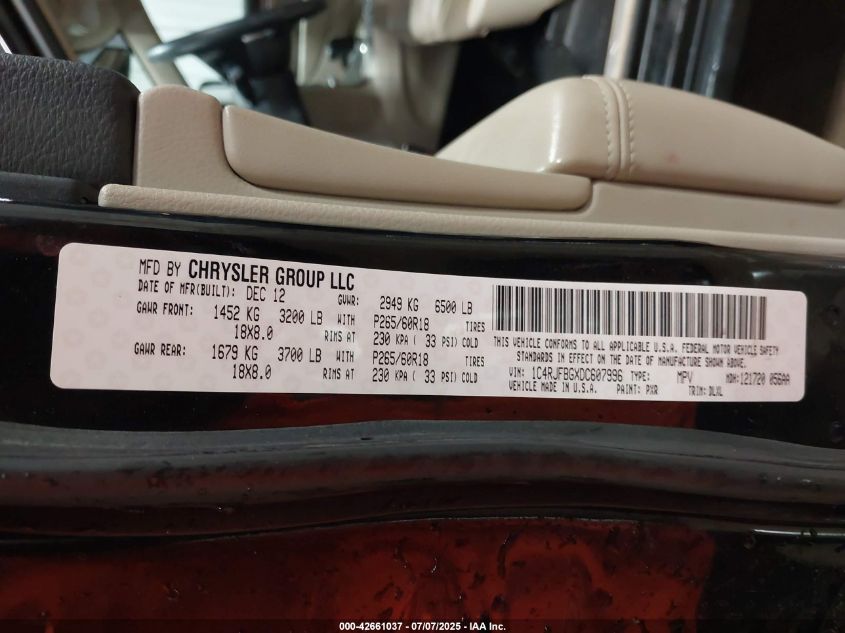 MFD BY CHRYSLER GROUP LLC
DATE OF MFR(BUILT): DEC 12 GVWR: 2949 KG 6500 LB
GAWR FRONT: 1452 KG 3200 LB WITH P265/60R18 TIRES
18X8.0 RIMS AT 230 KPA ( 33 PSI) COLD
GAWR REAR: 1679 KG 3700 LB WITH P265/60R18 TIRES
18X8.0 RIMS AT 230 KPA ( 33 PSI) COLD
THIS VEHICLE CONFORMS TO ALL APPLICABLE U.S.A. FEDERAL MOTOR VEHICLE SAFETY
STANDARDS IN EFFECT ON THE DATE OF MANUFACTURE SHOWN ABOVE.
VIN: 1C4RJFBGXDC607996 TYPE: MPV MDH:121720 056AA
VEHICLE MADE IN U.S.A. PAINT: PXR TRIM: DLXL
000-42661037 - 07/07/2025 - IAA Inc.